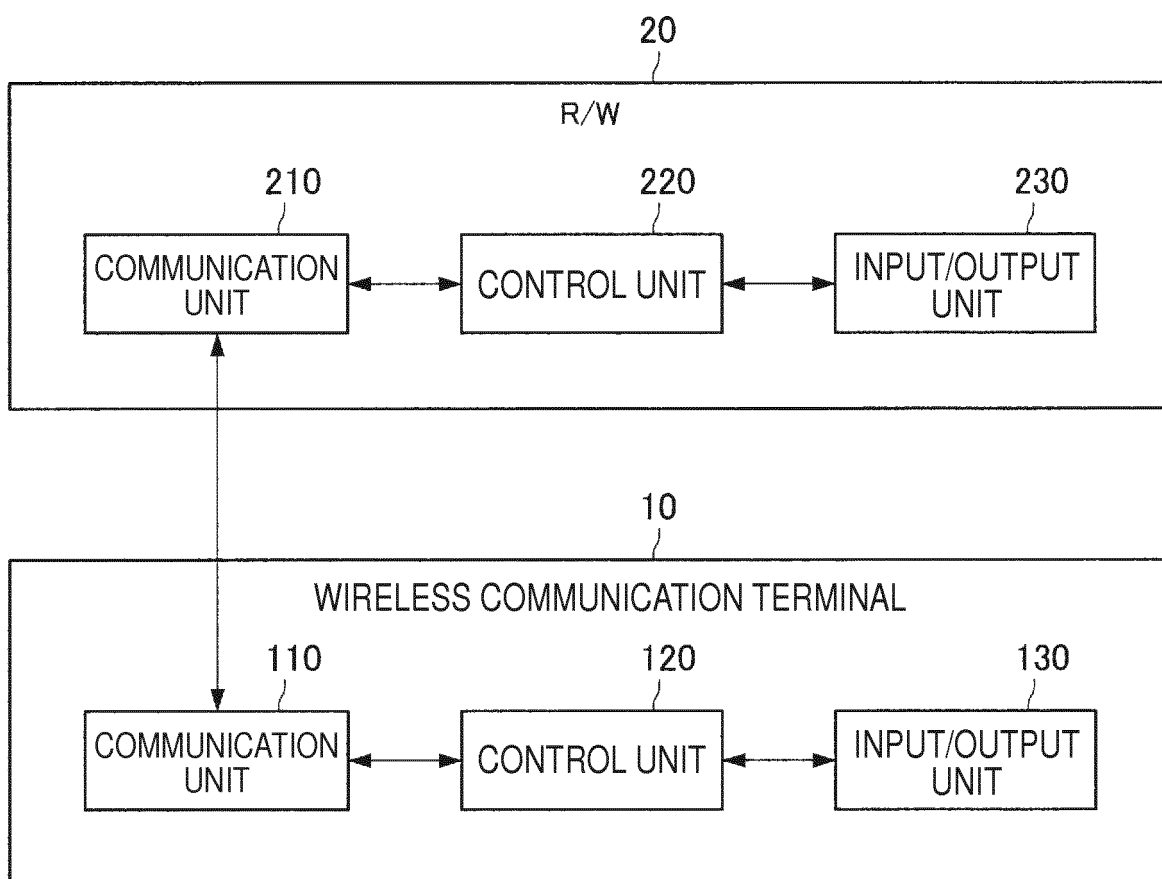 20
R/W
210
220
230
COMMUNICATION
UNIT
CONTROL UNIT
INPUT/OUTPUT
UNIT
10
WIRELESS COMMUNICATION TERMINAL
110
120
130
COMMUNICATION
UNIT
CONTROL UNIT
INPUT/OUTPUT
UNIT